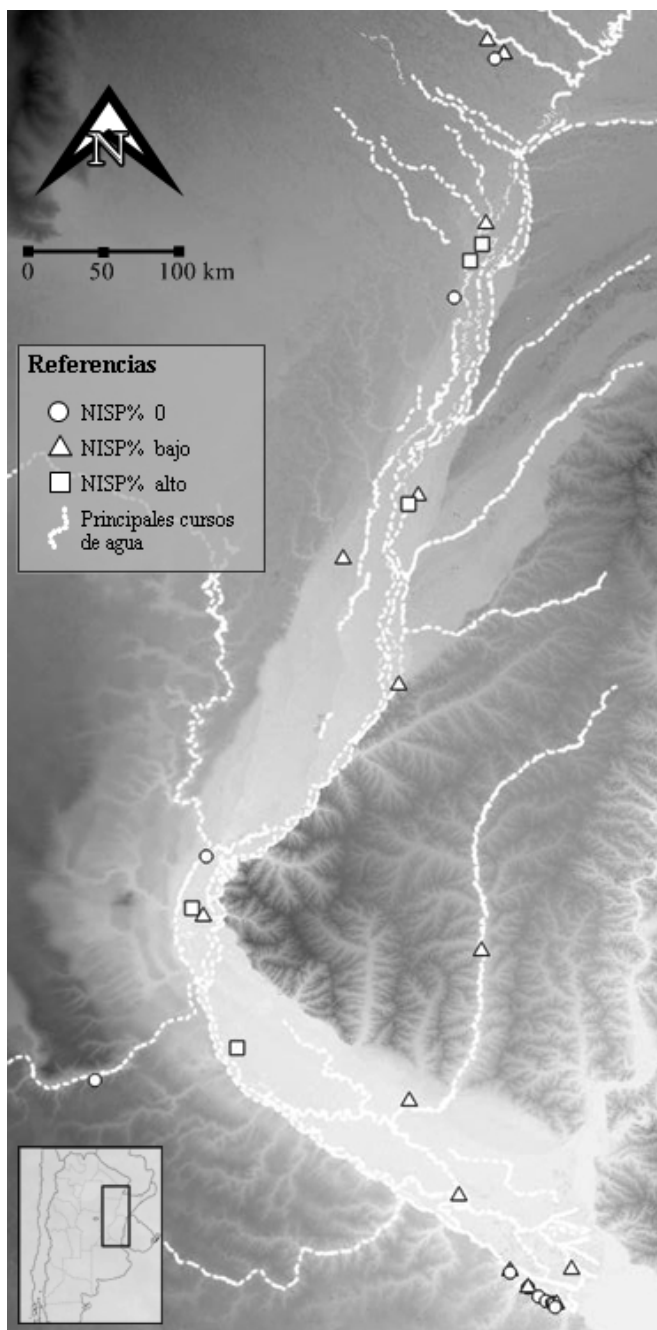 N
0 50 100 km
Referencias
NISP% 0
NISP% bajo
NISP% alto
Principales cursos
de agua